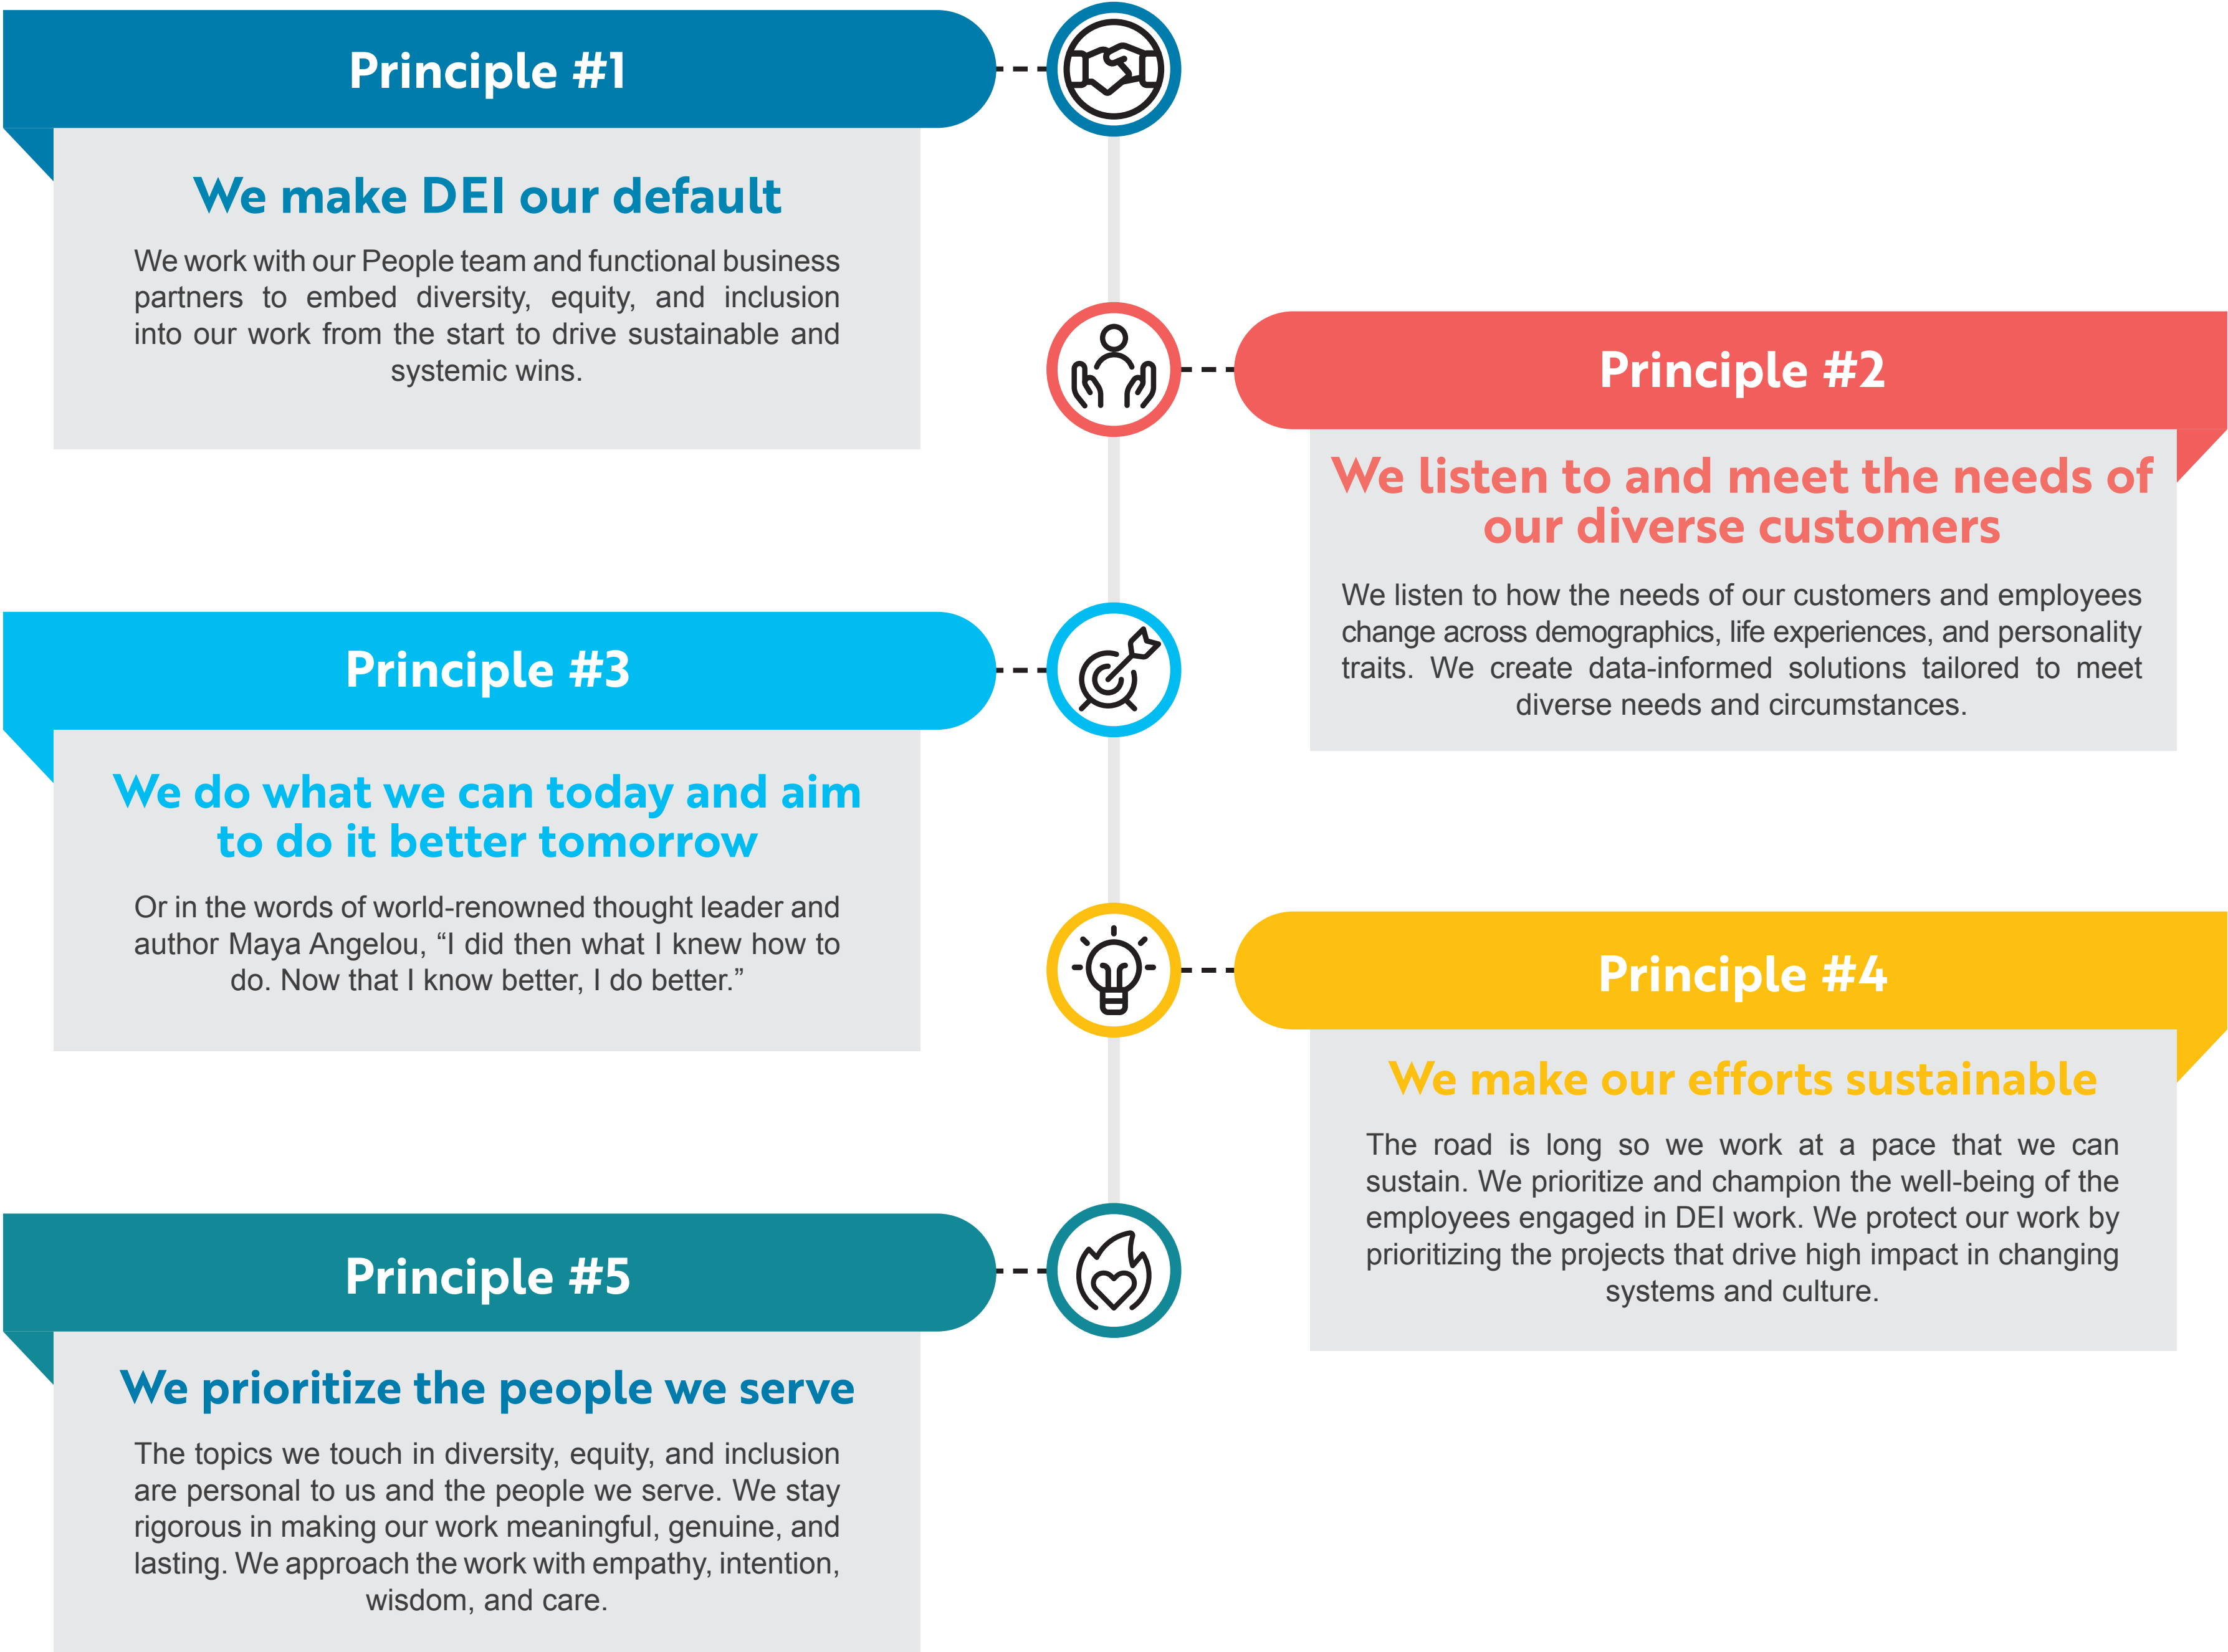 Principle #1
We make DEI our default
We work with our People team and functional business
partners to embed diversity, equity, and inclusion
into our work from the start to drive sustainable and
systemic wins.
Principle #2
We listen to and meet the needs of
our diverse customers
We listen to how the needs of our customers and employees
change across demographics, life experiences, and personality
traits. We create data-informed solutions tailored to meet
diverse needs and circumstances.
Principle #3
We do what we can today and aim
to do it better tomorrow
Or in the words of world-renowned thought leader and
author Maya Angelou, “I did then what I knew how to
do. Now that I know better, I do better.”
Principle #4
We make our efforts sustainable
The road is long so we work at a pace that we can
sustain. We prioritize and champion the well-being of the
employees engaged in DEI work. We protect our work by
prioritizing the projects that drive high impact in changing
systems and culture.
Principle #5
We prioritize the people we serve
The topics we touch in diversity, equity, and inclusion
are personal to us and the people we serve. We stay
rigorous in making our work meaningful, genuine, and
lasting. We approach the work with empathy, intention,
wisdom, and care.